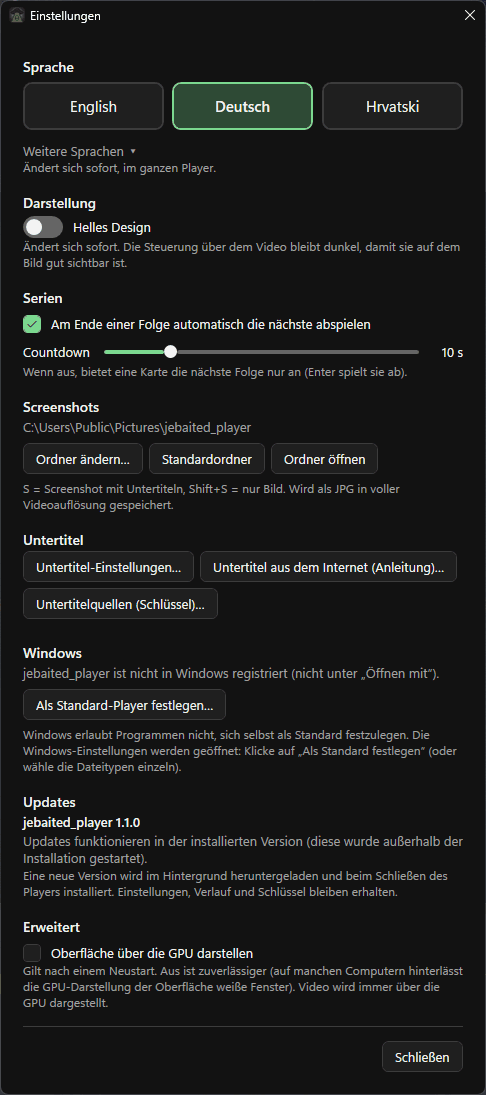 Einstellungen
Sprache
English
Deutsch
Hrvatski
Weitere Sprachen
Ändert sich sofort, im ganzen Player.
Darstellung
Helles Design
Ändert sich sofort. Die Steuerung über dem Video bleibt dunkel, damit sie auf dem
Bild gut sichtbar ist.
Serien
Am Ende einer Folge automatisch die nächste abspielen
Countdown
10 s
Wenn aus, bietet eine Karte die nächste Folge nur an (Enter spielt sie ab).
Screenshots
C:\Users\Public\Pictures\jebaited_player
Ordner ändern...
Standardordner
Ordner öffnen
S = Screenshot mit Untertiteln, Shift+S = nur Bild. Wird als JPG in voller
Videoauflösung gespeichert.
Untertitel
Untertitel-Einstellungen...
Untertitel aus dem Internet (Anleitung)...
Untertitelquellen (Schlüssel)...
Windows
jebaited_player ist nicht in Windows registriert (nicht unter „Öffnen mit“).
Als Standard-Player festlegen...
Windows erlaubt Programmen nicht, sich selbst als Standard festzulegen. Die
Windows-Einstellungen werden geöffnet: Klicke auf „Als Standard festlegen“ (oder
wähle die Dateitypen einzeln).
Updates
jebaited_player 1.1.0
Updates funktionieren in der installierten Version (diese wurde außerhalb der
Installation gestartet).
Eine neue Version wird im Hintergrund heruntergeladen und beim Schließen des
Players installiert. Einstellungen, Verlauf und Schlüssel bleiben erhalten.
Erweitert
Oberfläche über die GPU darstellen
Gilt nach einem Neustart. Aus ist zuverlässiger (auf manchen Computern hinterlässt
die GPU-Darstellung der Oberfläche weiße Fenster). Video wird immer über die
GPU dargestellt.
Schließen